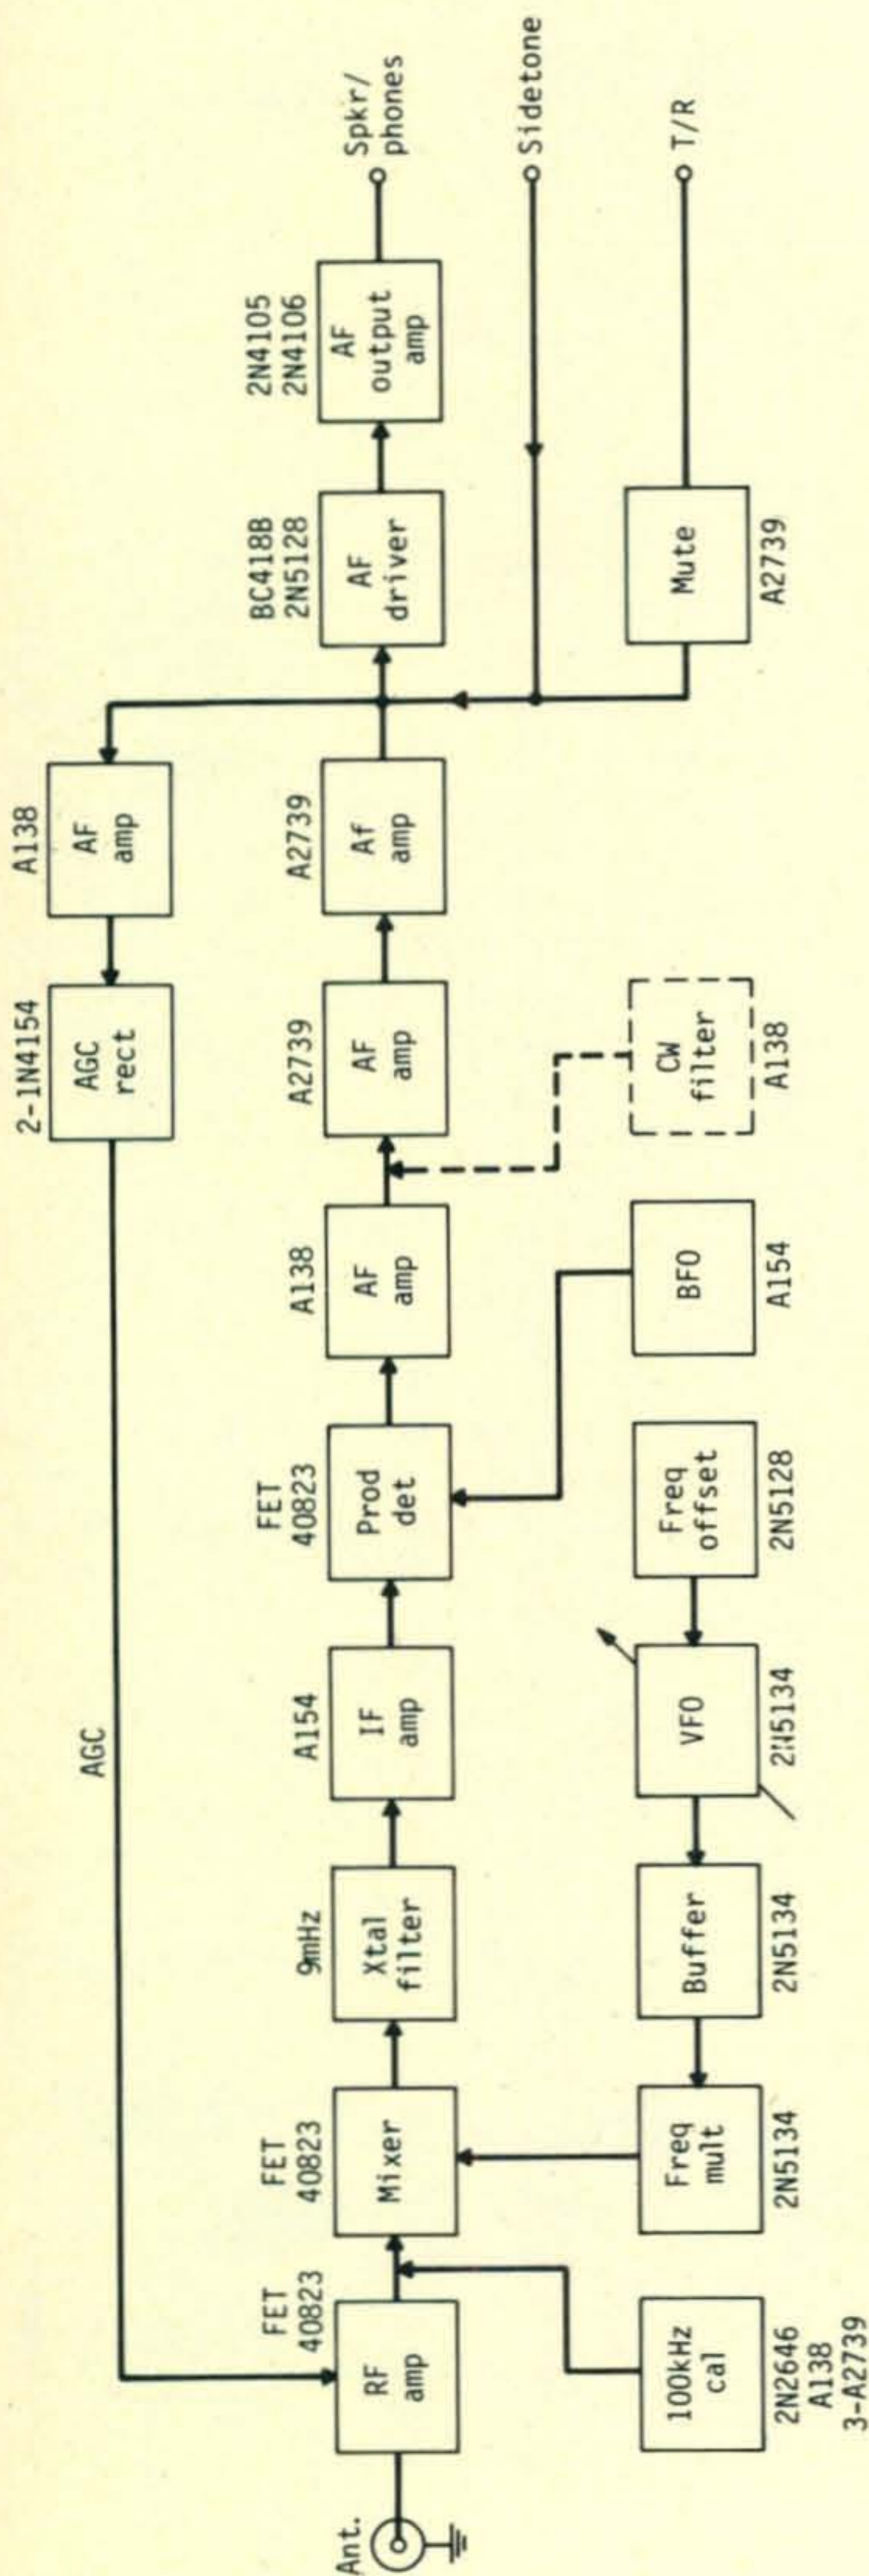 AGC
2-1N4154
AGC
rect
A138
AF
amp
Ant.
FET
40823
RF
amp
FET
40823
Mixer
9mHz
Xtal
filter
A154
IF
amp
FET
40823
Prod
det
A138
AF
amp
A2739
AF
amp
A2739
Af
amp
BC418B
2N5128
AF
driver
2N4105
2N4106
AF
output
amp
Spkr/
phones
Sidetone
T/R
100kHz
cal
2N2646
A138
3-A2739
Freq
mult
2N5134
Buffer
2N5134
VFO
2N5134
Freq
offset
2N5128
BFO
A154
CW
filter
A138
Mute
A2739